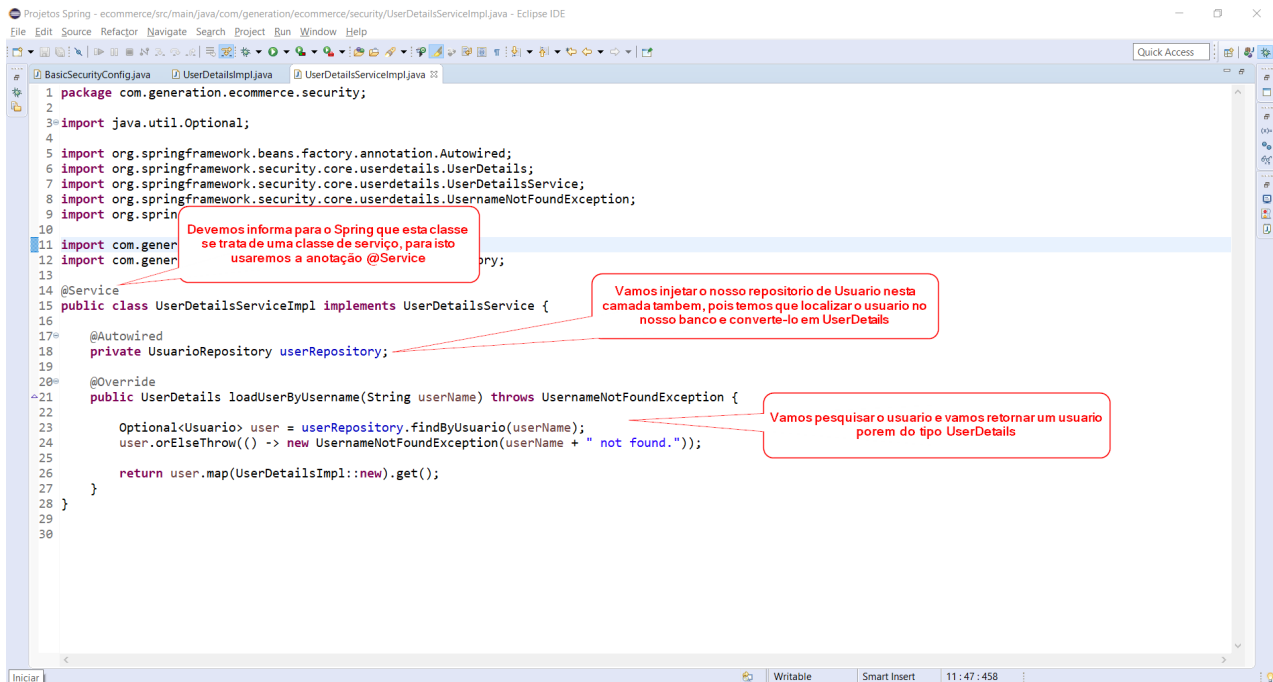 Projetos Spring - ecommerce/src/main/java/com/generation/ecommerce/security/UserDetailsServiceImpl.java - Eclipse IDE
File Edit Source Refactor Navigate Search Project Run Window Help
Quick Access
BasicSecurityConfig.java UserDetailsImpl.java UserDetailsServiceImpl.java
1 package com.generation.ecommerce.security;
2
3 import java.util.Optional;
4
5 import org.springframework.beans.factory.annotation.Autowired;
6 import org.springframework.security.core.userdetails.UserDetails;
7 import org.springframework.security.core.userdetails.UserDetailsService;
8 import org.springframework.security.core.userdetails.UsernameNotFoundException;
9 import org.sprin
10
11 import com.gener
12 import com.gener ory;
13
14 @Service
15 public class UserDetailsServiceImpl implements UserDetailsService {
16
17 @Autowired
18 private UsuarioRepository userRepository;
19
20 @Override
21 public UserDetails loadUserByUsername(String userName) throws UsernameNotFoundException {
22
23 Optional<Usuario> user = userRepository.findByUsuario(userName);
24 user.orElseThrow(() -> new UsernameNotFoundException(userName + " not found."));
25
26 return user.map(UserDetailsImpl::new).get();
27 }
28 }
29
30
Devemos informa para o Spring que esta classe
se trata de uma classe de serviço, para isto
usaremos a anotação @Service
Vamos injetar o nosso repositorio de Usuario nesta
camada tambem, pois temos que localizar o usuario no
nosso banco e converte-lo em UserDetails
Vamos pesquisar o usuario e vamos retornar um usuario
porem do tipo UserDetails
Iniciar
Writable Smart Insert 11 : 47 : 458